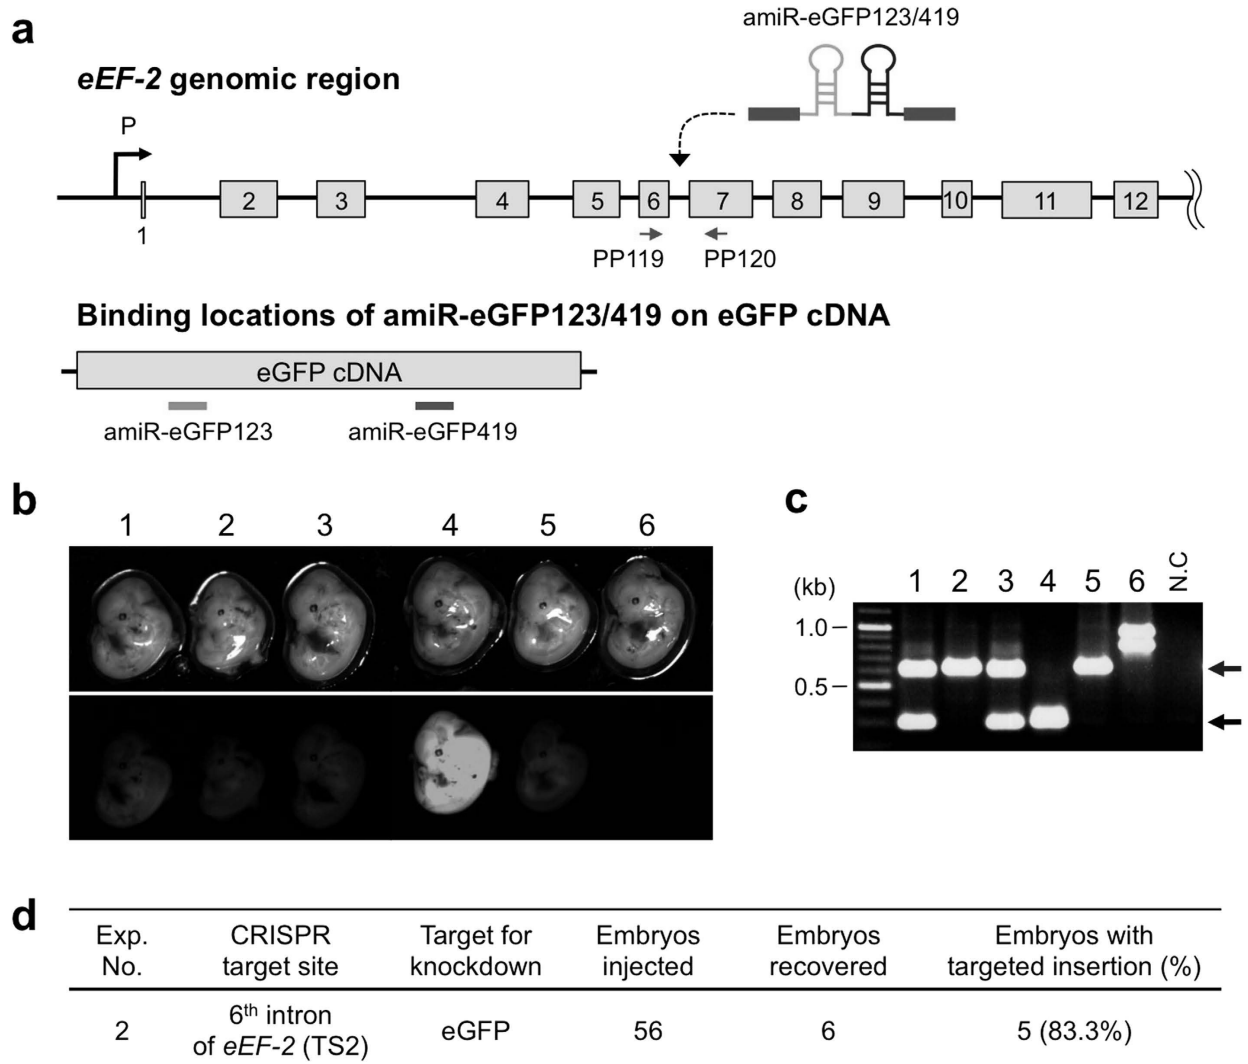 a
amiR-eGFP123/419
eEF-2 genomic region
P
1
2
3
4
5
6
7
8
9
10
11
12
PP119
PP120
Binding locations of amiR-eGFP123/419 on eGFP cDNA
eGFP cDNA
amiR-eGFP123
amiR-eGFP419
b
1 2 3 4 5 6
c
(kb)
1 2 3 4 5 6 N.C
1.0
0.5
d
Exp. No.
CRISPR target site
Target for knockdown
Embryos injected
Embryos recovered
Embryos with targeted insertion (%)
2
6th intron of eEF-2 (TS2)
eGFP
56
6
5 (83.3%)